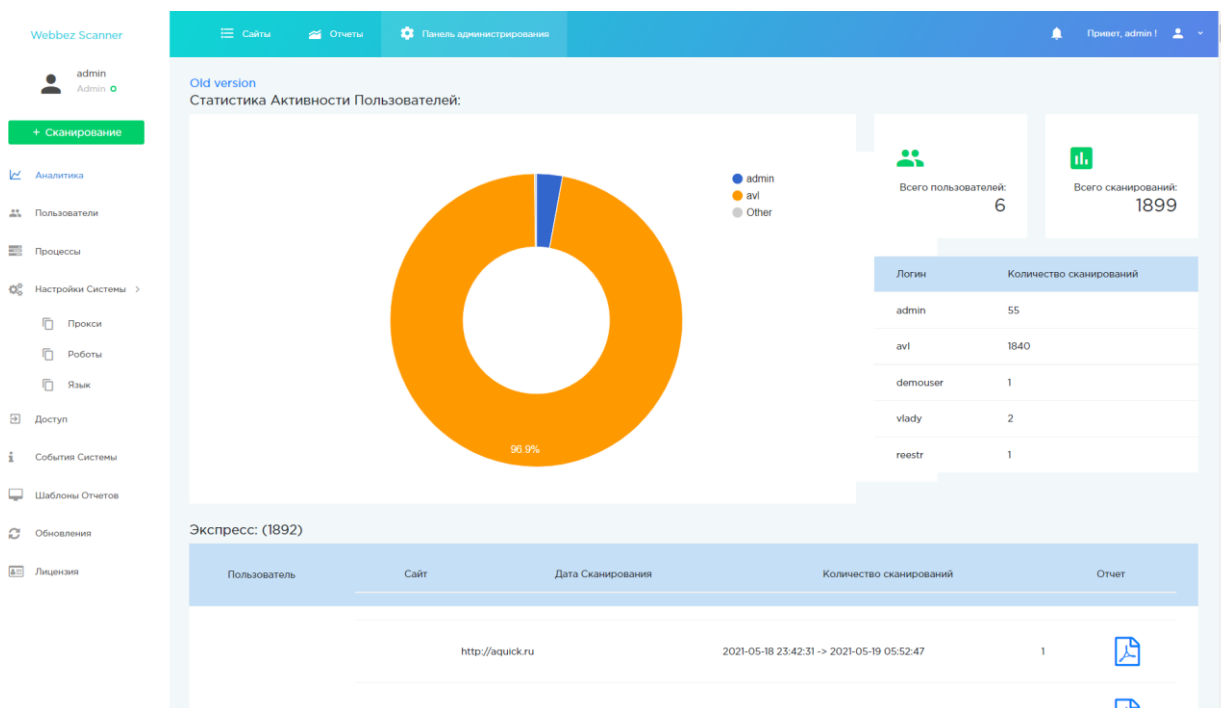 Webbez Scanner
Сайты
Отчеты
Панель администрирования
Привет, admin !
admin
Admin
+ Сканирование
Аналитика
Пользователи
Процессы
Настройки Системы >
Прокси
Роботы
Язык
Доступ
События Системы
Шаблоны Отчетов
Обновления
Лицензия
Old version
Статистика Активности Пользователей:
admin
avl
Other
96.9%
Всего пользователей:
6
Всего сканирований:
1899
Логин Количество сканирований
admin 55
avl 1840
demouser 1
vlady 2
reestr 1
Экспресс: (1892)
Пользователь Сайт Дата Сканирования Количество сканирований Отчет
http://aquick.ru 2021-05-18 23:42:31 -> 2021-05-19 05:52:47 1